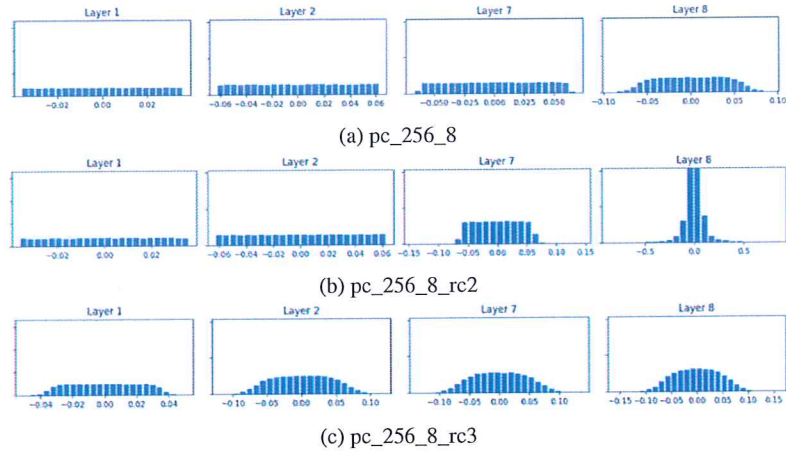 Layer 1 Layer 2 Layer 7 Layer 8
−0.02 0.00 0.02 −0.06 −0.04 −0.02 0.00 0.02 0.04 0.06 −0.050 −0.025 0.000 0.025 0.050 −0.10 −0.05 0.00 0.05 0.10
(a) pc_256_8
Layer 1 Layer 2 Layer 7 Layer 8
−0.02 0.00 0.02 −0.06 −0.04 −0.02 0.00 0.02 0.04 0.06 −0.15 −0.10 −0.05 0.00 0.05 0.10 0.15 −0.5 0.0 0.5
(b) pc_256_8_rc2
Layer 1 Layer 2 Layer 7 Layer 8
−0.04 −0.02 0.00 0.02 0.04 −0.10 −0.05 0.00 0.05 0.10 −0.10 −0.05 0.00 0.05 0.10 −0.15 −0.10 −0.05 0.00 0.05 0.10 0.15
(c) pc_256_8_rc3